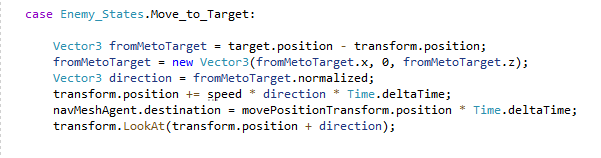 case Enemy_States.Move_to_Target:
Vector3 fromMetoTarget = target.position - transform.position;
fromMetoTarget = new Vector3(fromMetoTarget.x, 0, fromMetoTarget.z);
Vector3 direction = fromMetoTarget.normalized;
transform.position += speed * direction * Time.deltaTime;
navMeshAgent.destination = movePositionTransform.position * Time.deltaTime;
transform.LookAt(transform.position + direction);